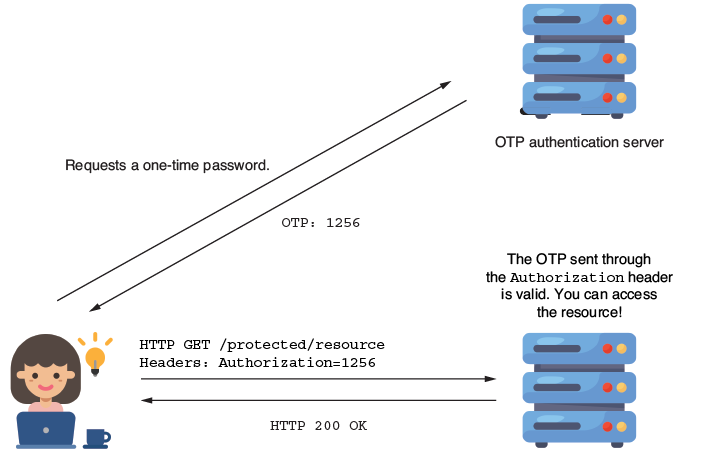 Requests a one-time password.
OTP authentication server
OTP: 1256
The OTP sent through
the Authorization header
is valid. You can access
the resource!
HTTP GET /protected/resource
Headers: Authorization=1256
HTTP 200 OK